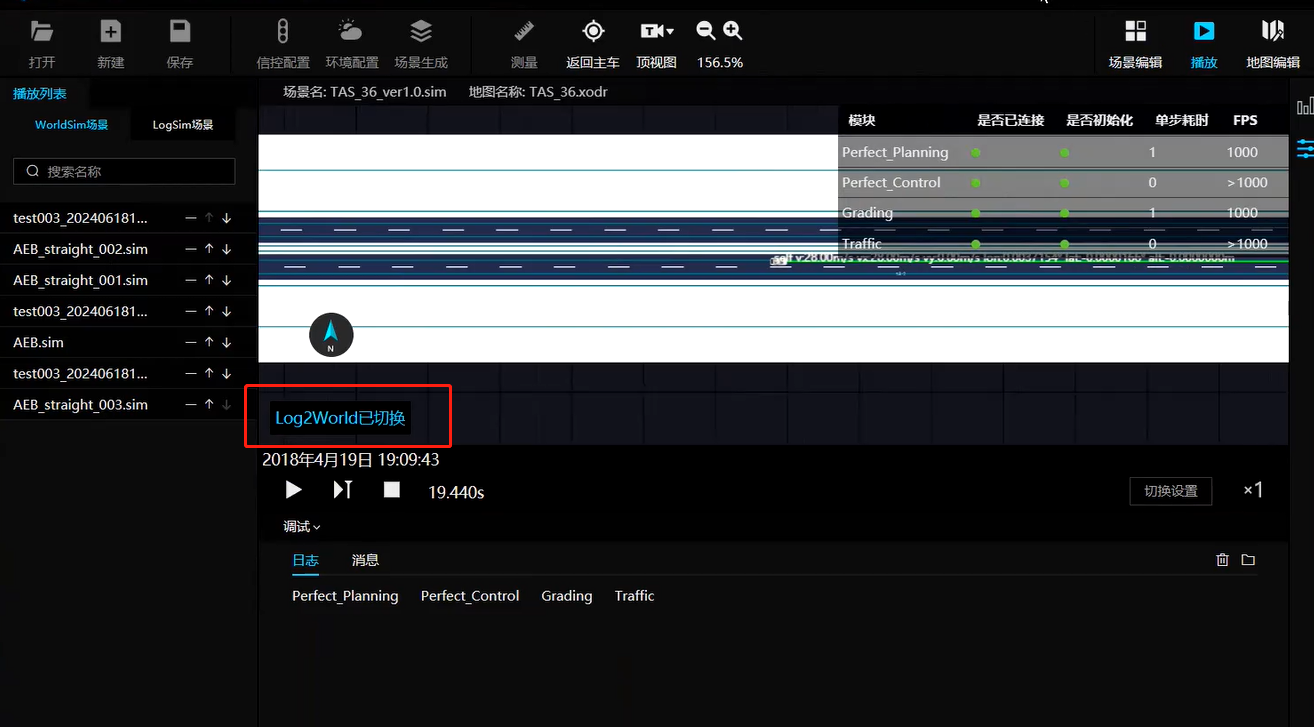 打开 新建 保存 信控配置 环境配置 场景生成 测量 返回主车 顶视图 156.5% 场景编辑 播放 地图编辑
播放列表
场景名: TAS_36_ver1.0.sim 地图名称: TAS_36.xodr
WorldSim场景 LogSim场景
搜索名称
test003_202406181...
AEB_straight_002.sim
AEB_straight_001.sim
test003_202406181...
AEB.sim
test003_202406181...
AEB_straight_003.sim
模块 是否已连接 是否初始化 单步耗时 FPS
Perfect_Planning 1 1000
Perfect_Control 0 >1000
Grading 1 1000
Traffic 0 >1000
N
Log2World已切换
2018年4月19日 19:09:43
19.440s 切换设置 ×1
调试
日志 消息
Perfect_Planning Perfect_Control Grading Traffic